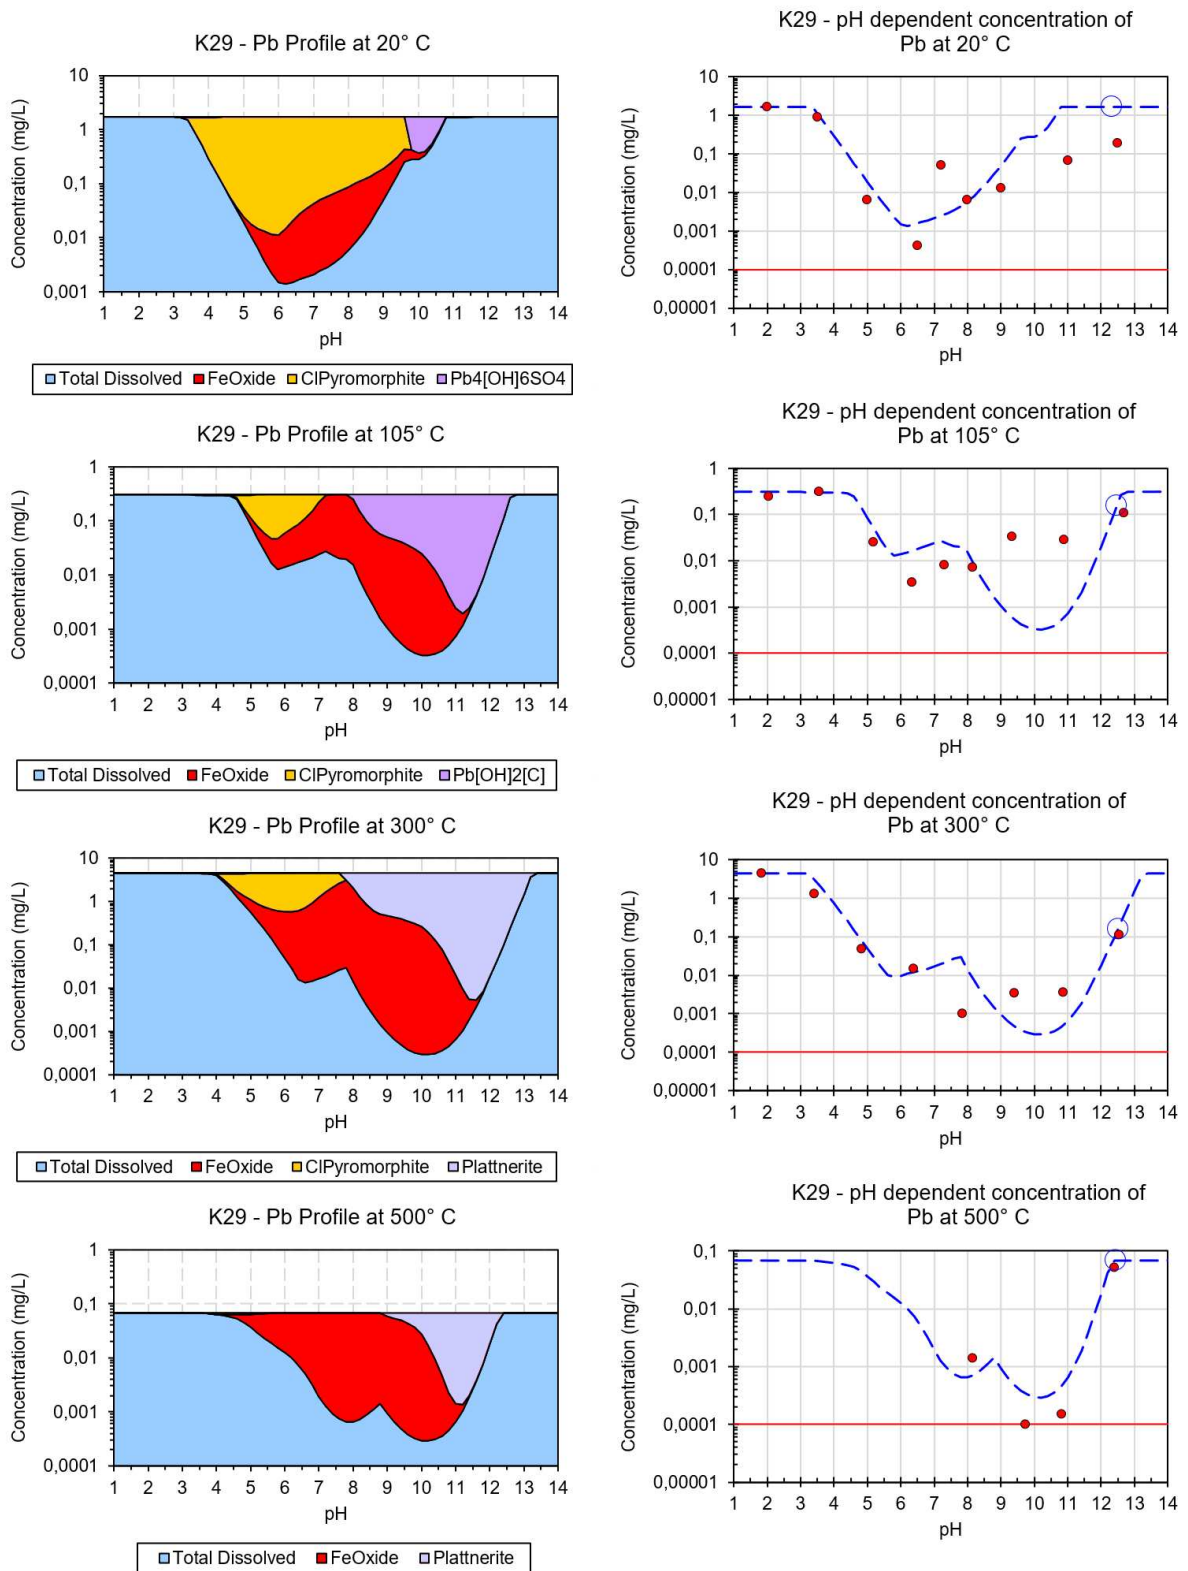 K29 - Pb Profile at 20° C
Concentration (mg/L)
10
1
0,1
0,01
0,001
1 2 3 4 5 6 7 8 9 10 11 12 13 14
pH
Total Dissolved FeOxide ClPyromorphite Pb4[OH]6SO4
K29 - pH dependent concentration of
Pb at 20° C
Concentration (mg/L)
10
1
0,1
0,01
0,001
0,0001
0,00001
1 2 3 4 5 6 7 8 9 10 11 12 13 14
pH
K29 - Pb Profile at 105° C
Concentration (mg/L)
1
0,1
0,01
0,001
0,0001
1 2 3 4 5 6 7 8 9 10 11 12 13 14
pH
Total Dissolved FeOxide ClPyromorphite Pb[OH]2[C]
K29 - pH dependent concentration of
Pb at 105° C
Concentration (mg/L)
1
0,1
0,01
0,001
0,0001
0,00001
1 2 3 4 5 6 7 8 9 10 11 12 13 14
pH
K29 - Pb Profile at 300° C
Concentration (mg/L)
10
1
0,1
0,01
0,001
0,0001
1 2 3 4 5 6 7 8 9 10 11 12 13 14
pH
Total Dissolved FeOxide ClPyromorphite Plattnerite
K29 - pH dependent concentration of
Pb at 300° C
Concentration (mg/L)
10
1
0,1
0,01
0,001
0,0001
0,00001
1 2 3 4 5 6 7 8 9 10 11 12 13 14
pH
K29 - Pb Profile at 500° C
Concentration (mg/L)
1
0,1
0,01
0,001
0,0001
1 2 3 4 5 6 7 8 9 10 11 12 13 14
pH
Total Dissolved FeOxide Plattnerite
K29 - pH dependent concentration of
Pb at 500° C
Concentration (mg/L)
0,1
0,01
0,001
0,0001
0,00001
1 2 3 4 5 6 7 8 9 10 11 12 13 14
pH